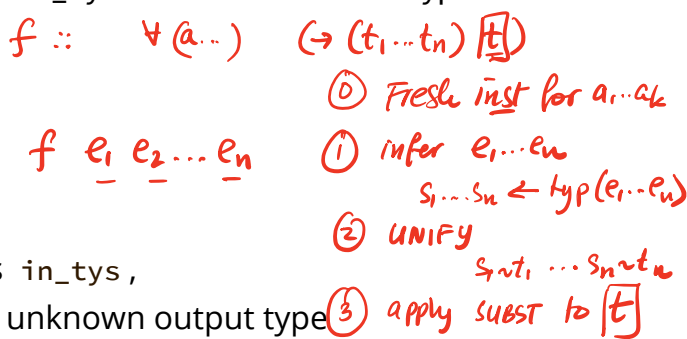 f :: ∀ (a...) (→ (t₁...tₙ) t)
⓪ Fresh inst for a₁..aₖ
f e₁ e₂ ... eₙ ① infer e₁...eₙ
s₁....sₙ ← typ(e₁...eₙ)
② UNIFY
s₁~t₁ ... sₙ~tₙ
in_tys,
unknown output type ③ apply SUBST to t